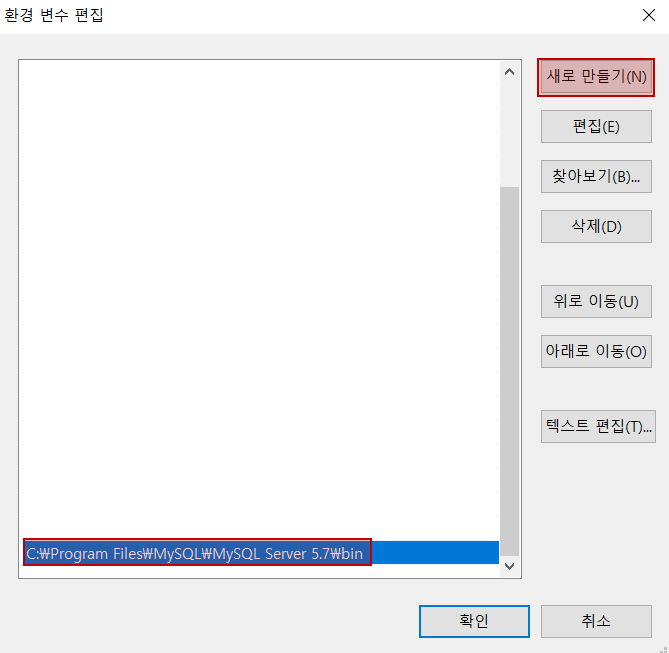 환경 변수 편집
새로 만들기(N)
편집(E)
찾아보기(B)...
삭제(D)
위로 이동(U)
아래로 이동(O)
텍스트 편집(T)...
C:₩Program Files₩MySQL₩MySQL Server 5.7₩bin
확인
취소